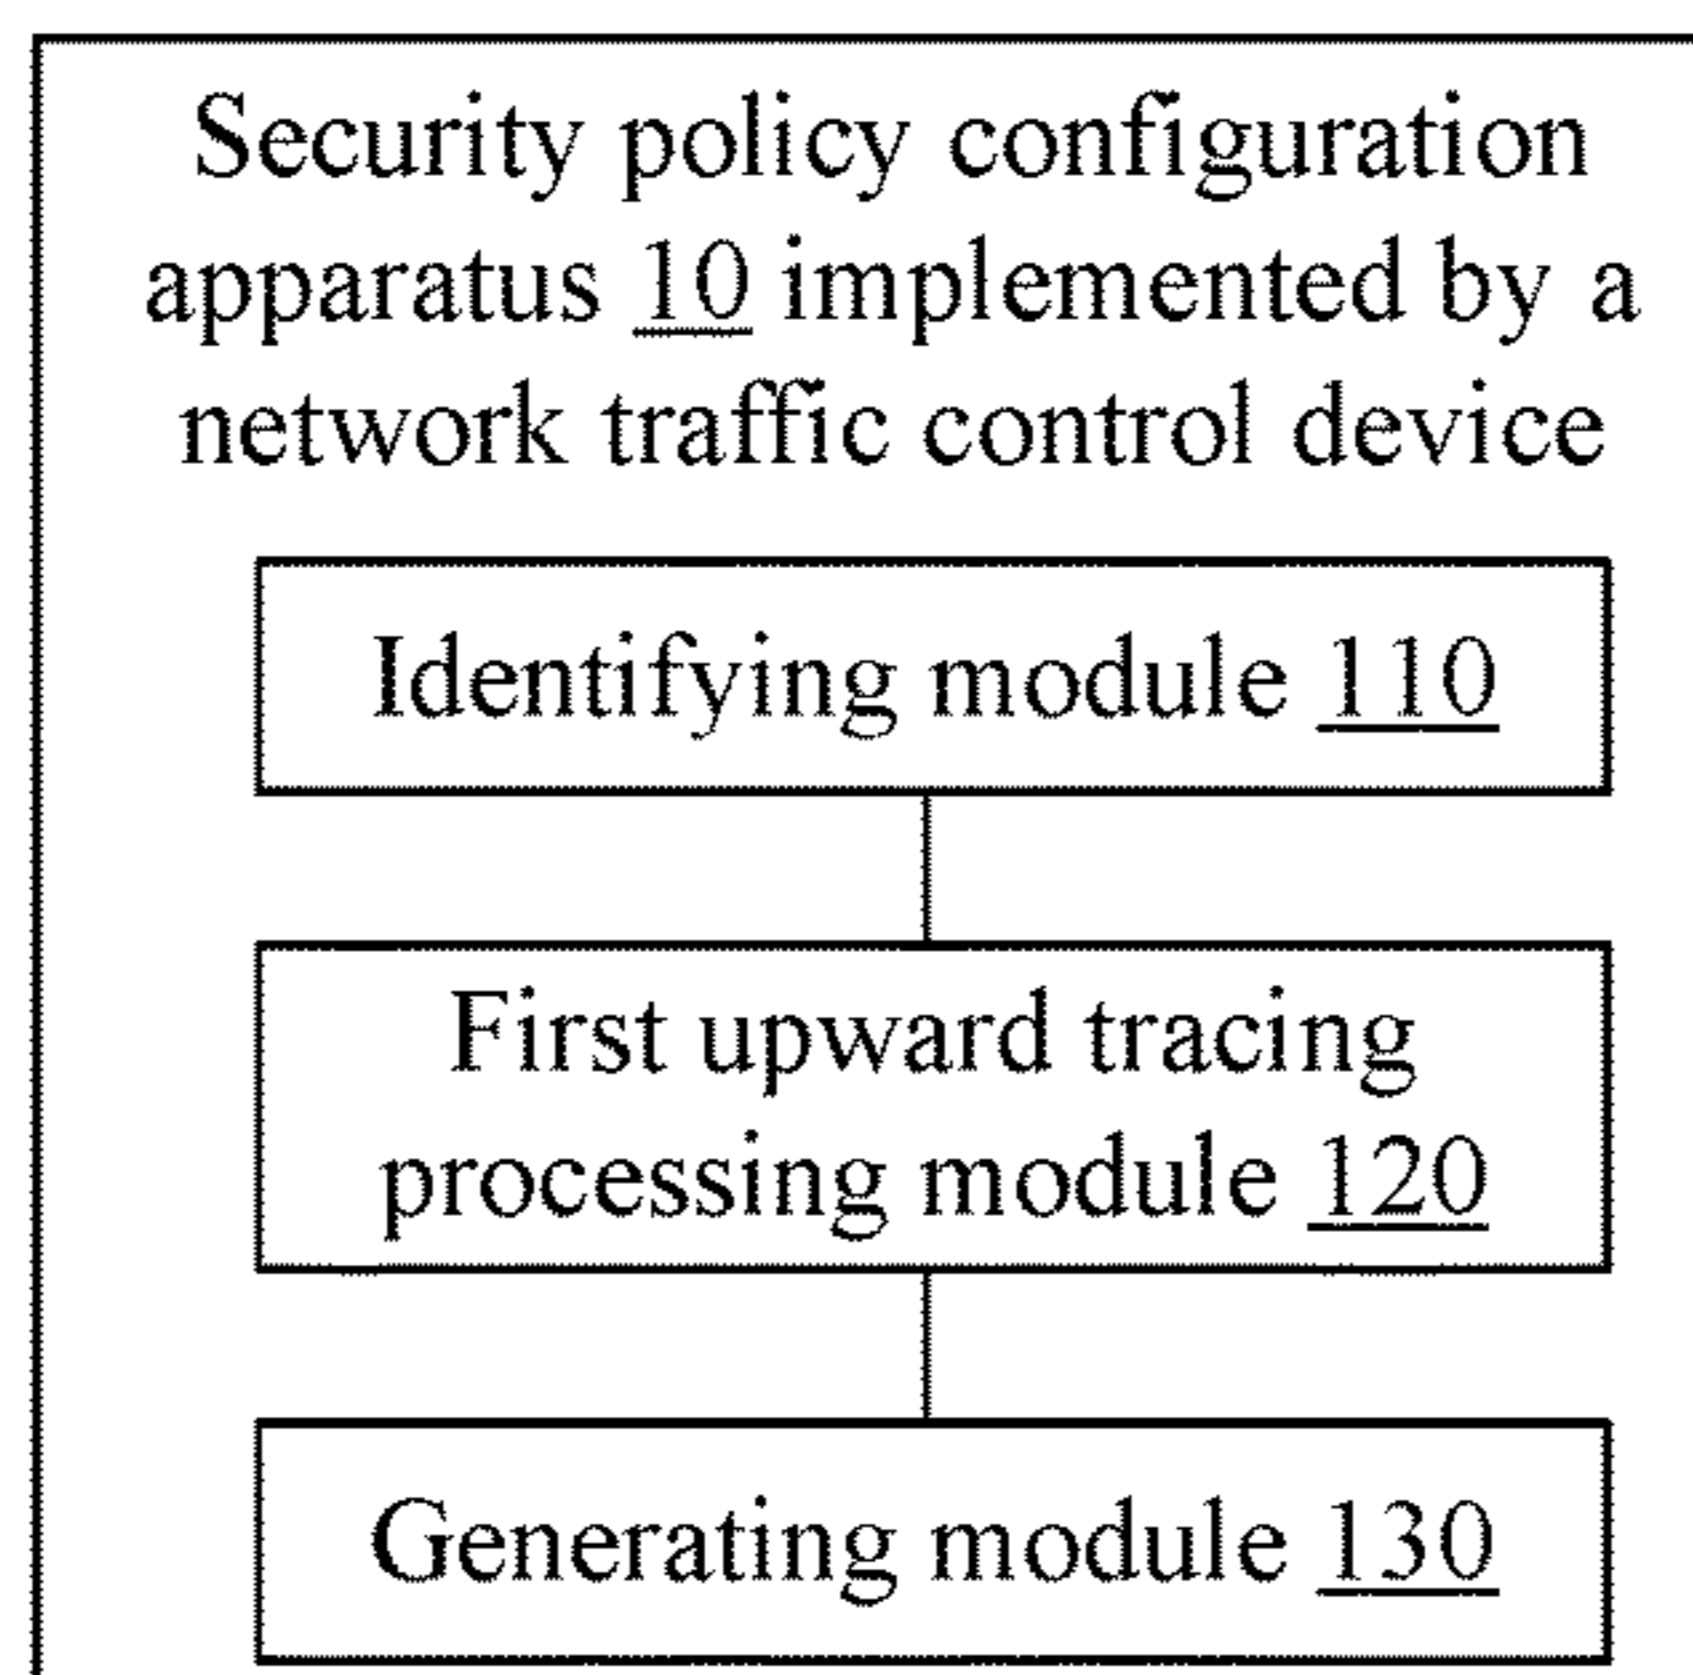 Security policy configuration
apparatus 10 implemented by a
network traffic control device
Identifying module 110
First upward tracing
processing module 120
Generating module 130